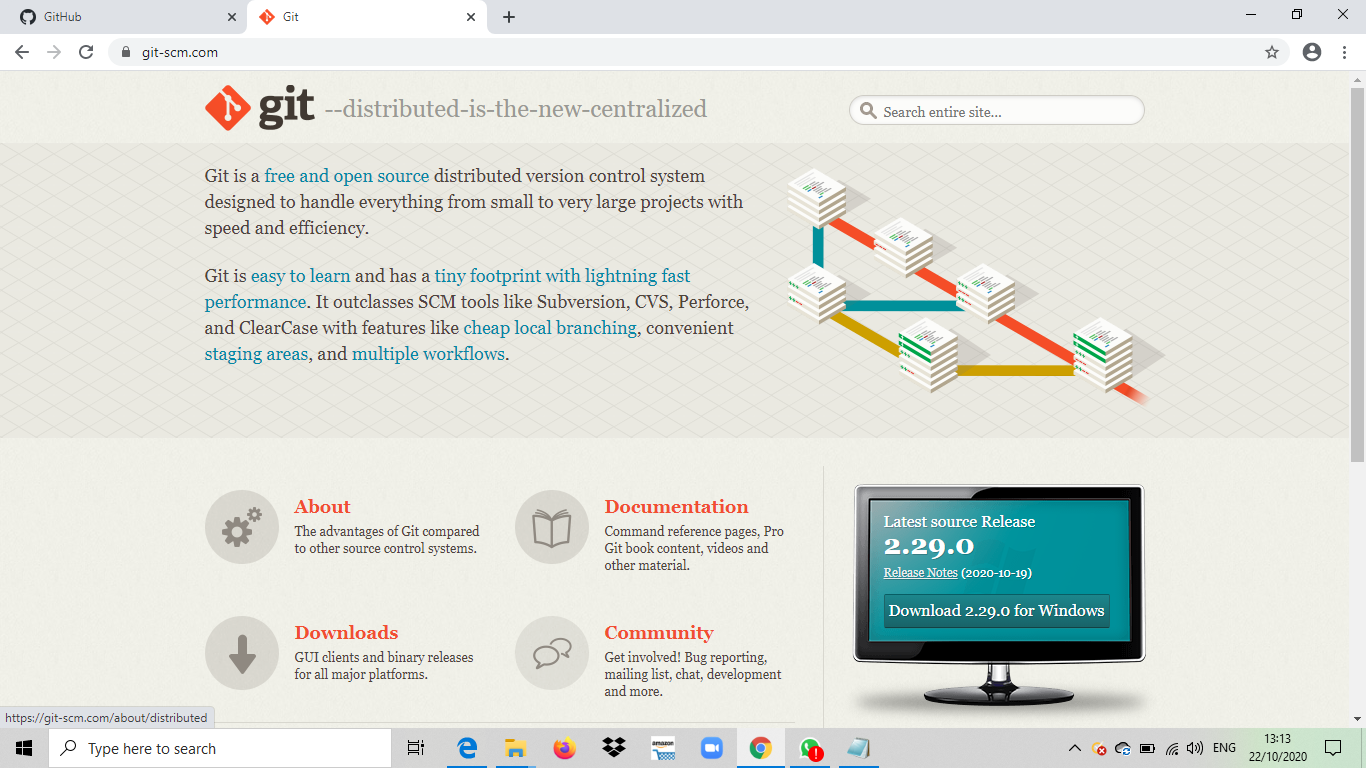 GitHub
Git
git-scm.com
git --distributed-is-the-new-centralized
Search entire site...
Git is a free and open source distributed version control system
designed to handle everything from small to very large projects with
speed and efficiency.
Git is easy to learn and has a tiny footprint with lightning fast
performance. It outclasses SCM tools like Subversion, CVS, Perforce,
and ClearCase with features like cheap local branching, convenient
staging areas, and multiple workflows.
About
The advantages of Git compared
to other source control systems.
Documentation
Command reference pages, Pro
Git book content, videos and
other material.
Downloads
GUI clients and binary releases
for all major platforms.
Community
Get involved! Bug reporting,
mailing list, chat, development
and more.
Latest source Release
2.29.0
Release Notes (2020-10-19)
Download 2.29.0 for Windows
https://git-scm.com/about/distributed
Type here to search
amazon
ENG
13:13
22/10/2020